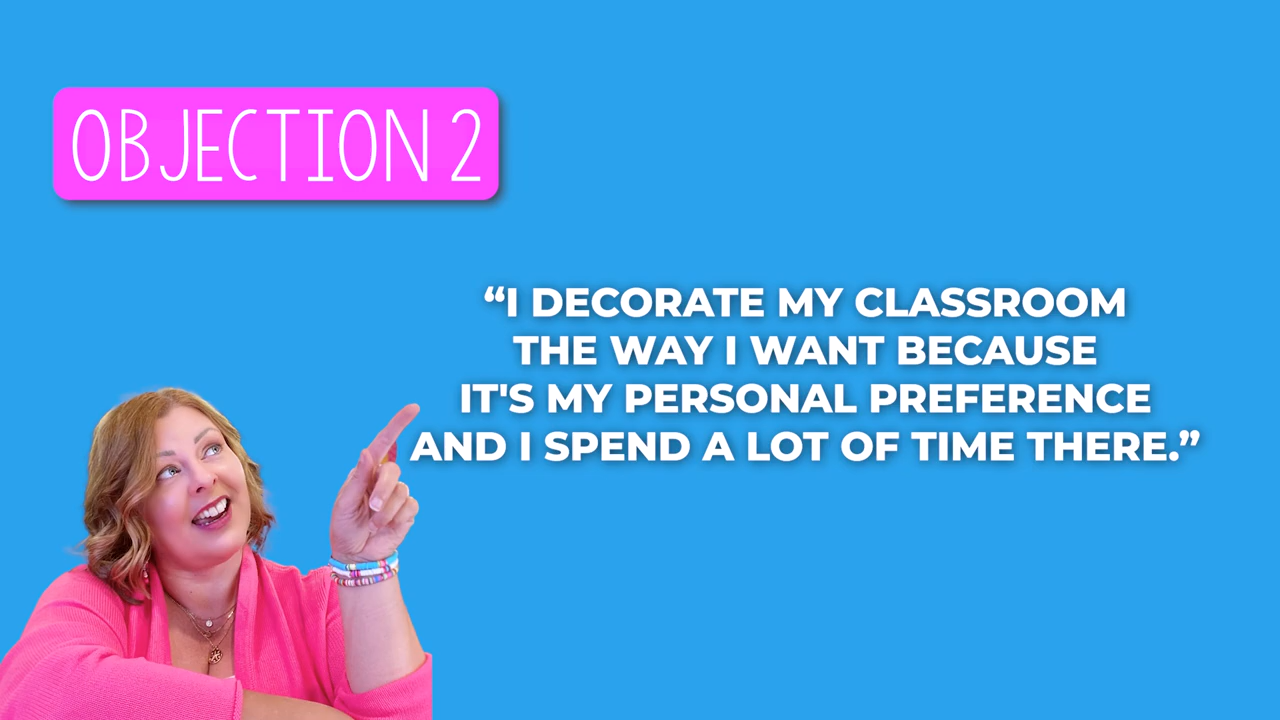 OBJECTION 2
“I DECORATE MY CLASSROOM
THE WAY I WANT BECAUSE
IT'S MY PERSONAL PREFERENCE
AND I SPEND A LOT OF TIME THERE.”